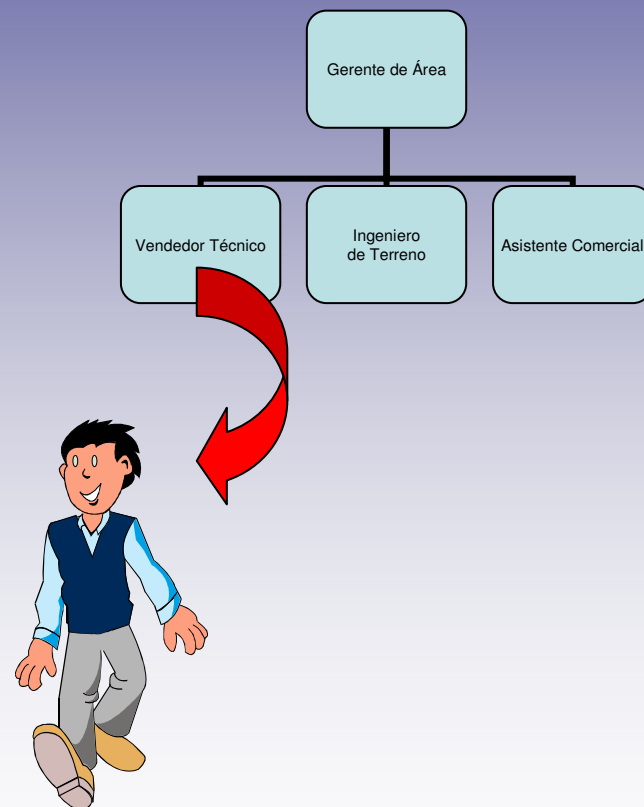 Gerente de Área
Vendedor Técnico
Ingeniero
de Terreno
Asistente Comercial